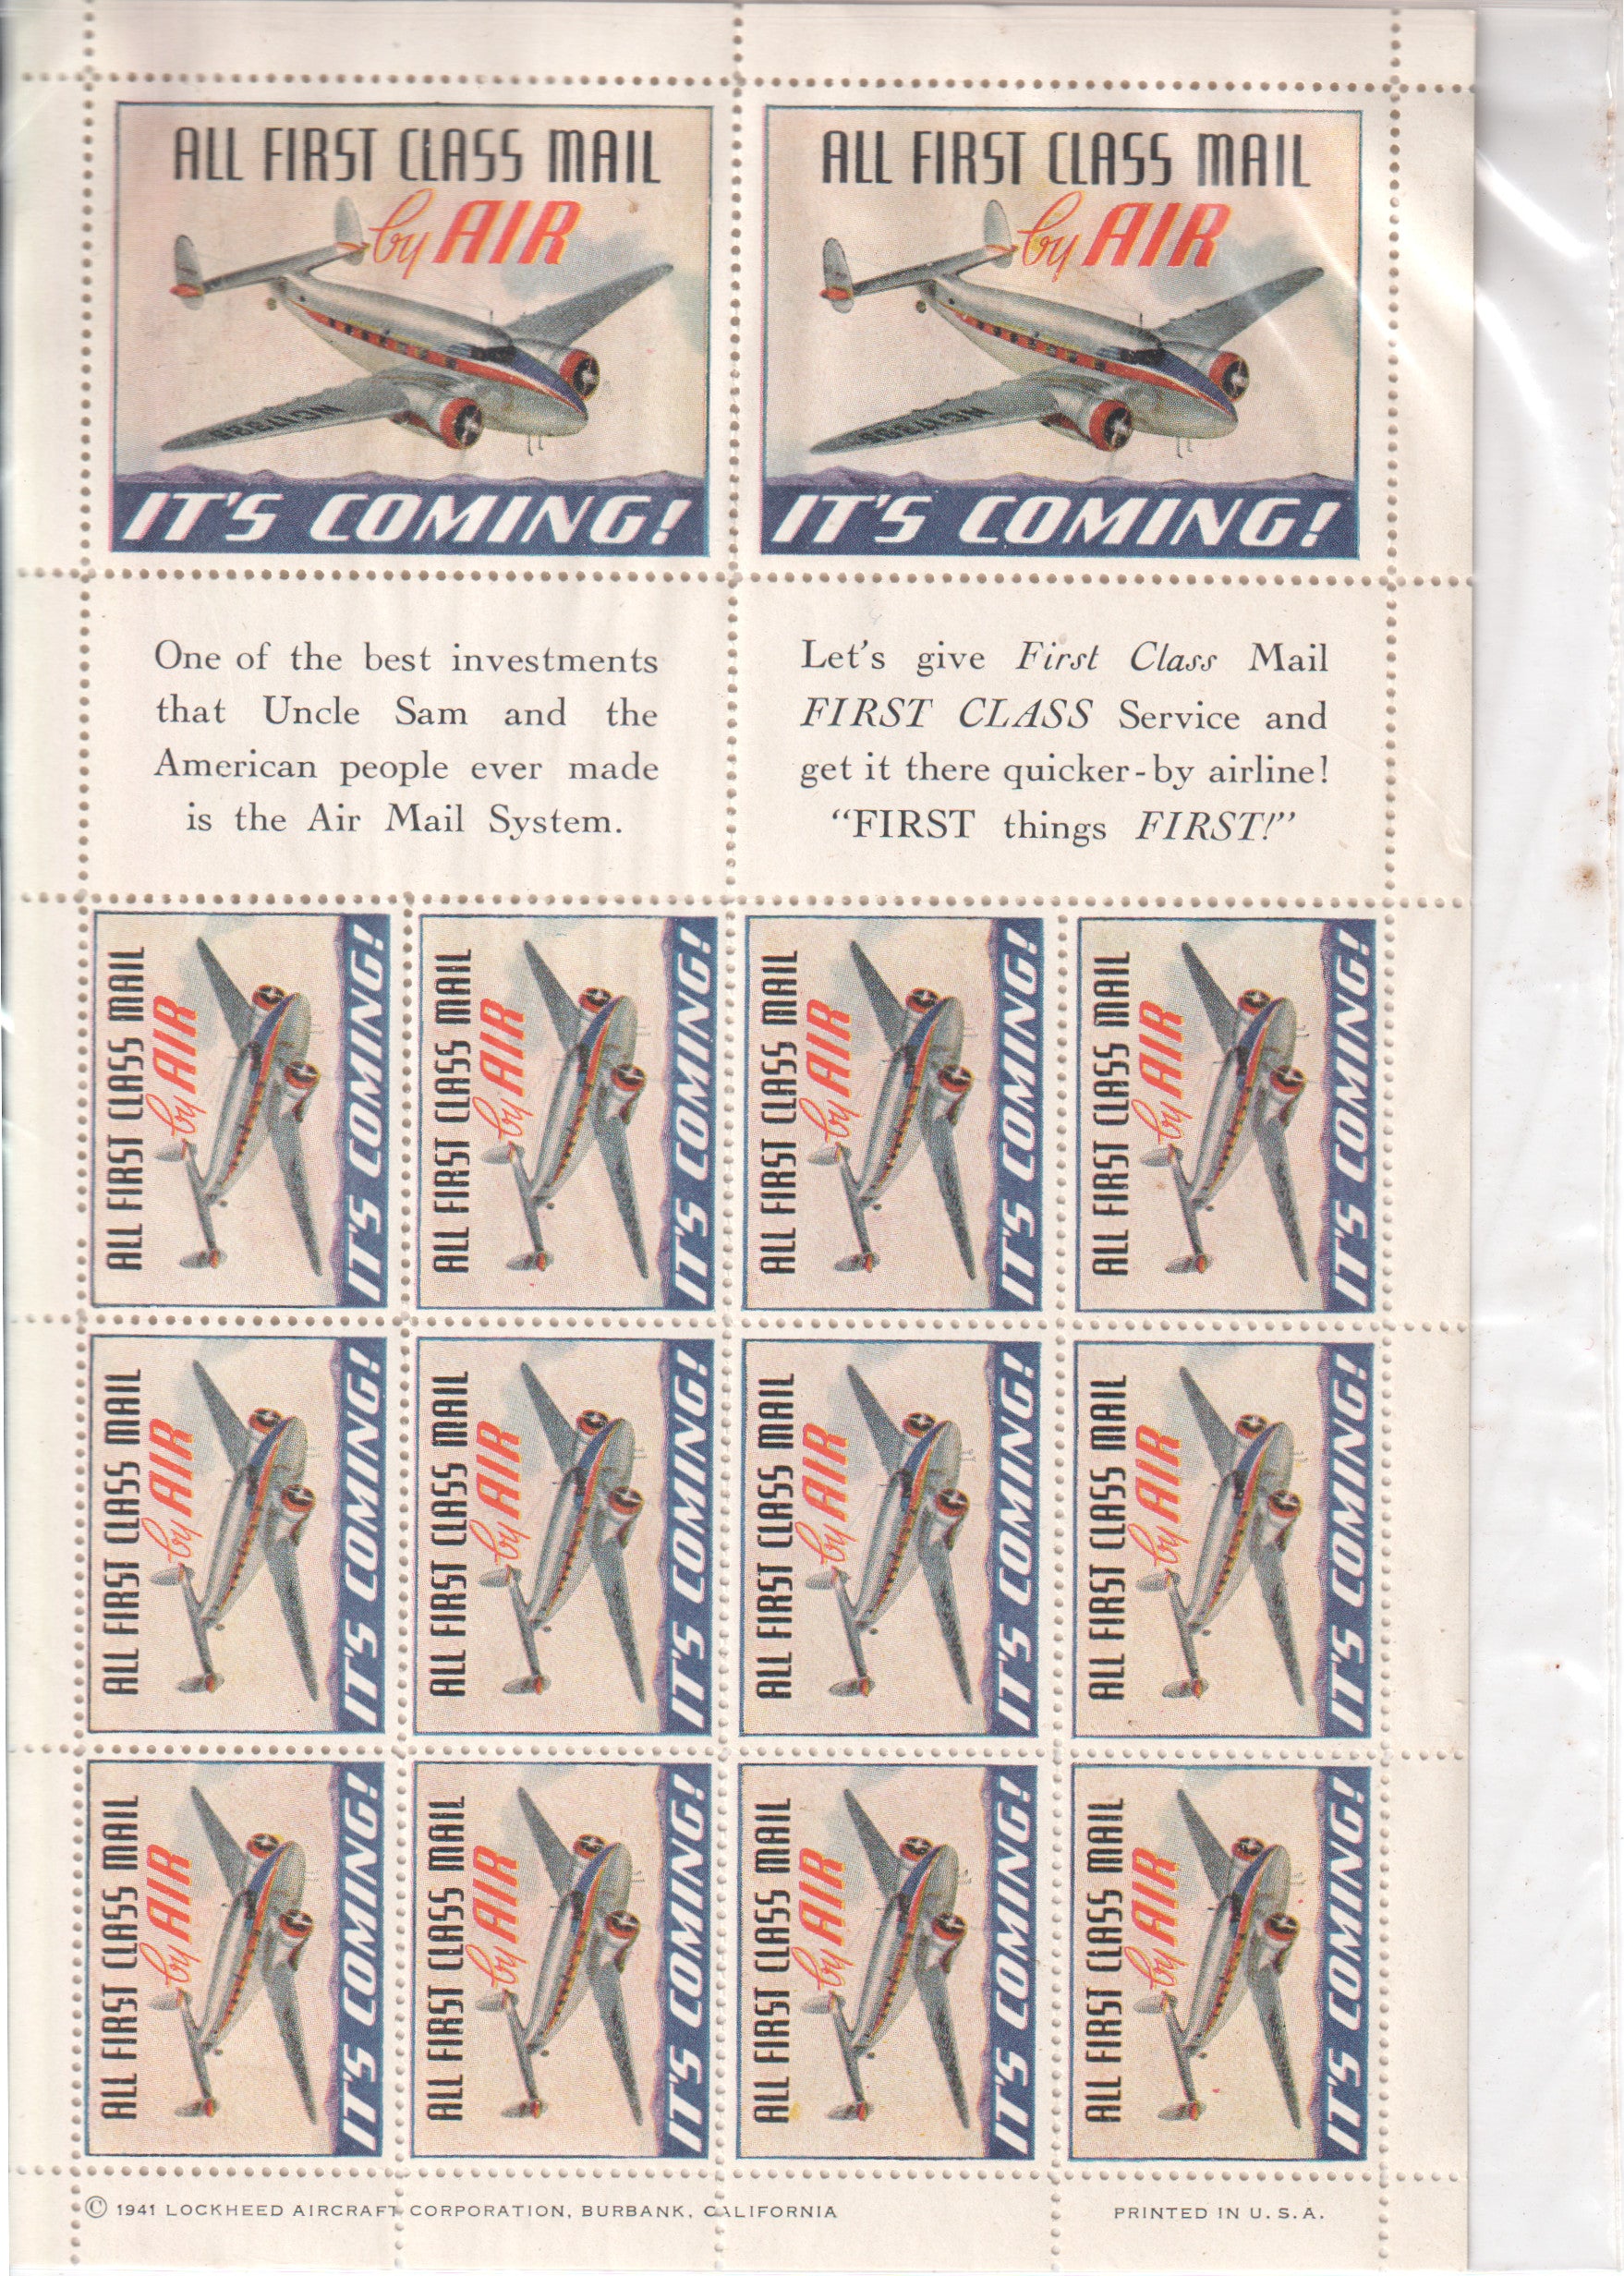 ALL FIRST CLASS MAIL
by AIR
IT'S COMING!
ALL FIRST CLASS MAIL
by AIR
IT'S COMING!
One of the best investments
that Uncle Sam and the
American people ever made
is the Air Mail System.
Let's give First Class Mail
FIRST CLASS Service and
get it there quicker-by airline!
“FIRST things FIRST!”
ALL FIRST CLASS MAIL
by AIR
IT'S COMING!
ALL FIRST CLASS MAIL
by AIR
IT'S COMING!
ALL FIRST CLASS MAIL
by AIR
IT'S COMING!
ALL FIRST CLASS MAIL
by AIR
IT'S COMING!
ALL FIRST CLASS MAIL
by AIR
IT'S COMING!
ALL FIRST CLASS MAIL
by AIR
IT'S COMING!
ALL FIRST CLASS MAIL
by AIR
IT'S COMING!
ALL FIRST CLASS MAIL
by AIR
IT'S COMING!
ALL FIRST CLASS MAIL
by AIR
IT'S COMING!
ALL FIRST CLASS MAIL
by AIR
IT'S COMING!
ALL FIRST CLASS MAIL
by AIR
IT'S COMING!
ALL FIRST CLASS MAIL
by AIR
IT'S COMING!
© 1941 LOCKHEED AIRCRAFT CORPORATION, BURBANK, CALIFORNIA
PRINTED IN U. S. A.